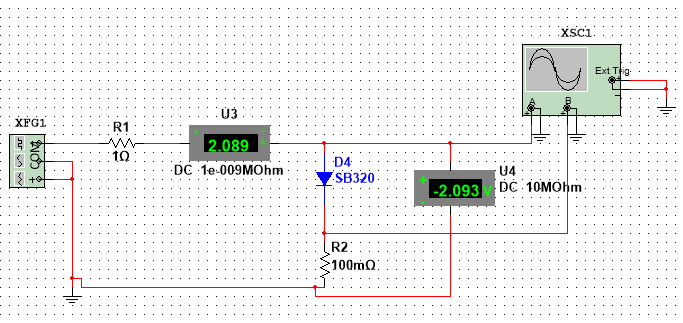 XSC1
Ext Trig
A
B
XFG1
COM
R1
1Ω
U3
2.089
DC 1e-009MOhm
D4
SB320
U4
-2.093 V
DC 10MOhm
R2
100mΩ